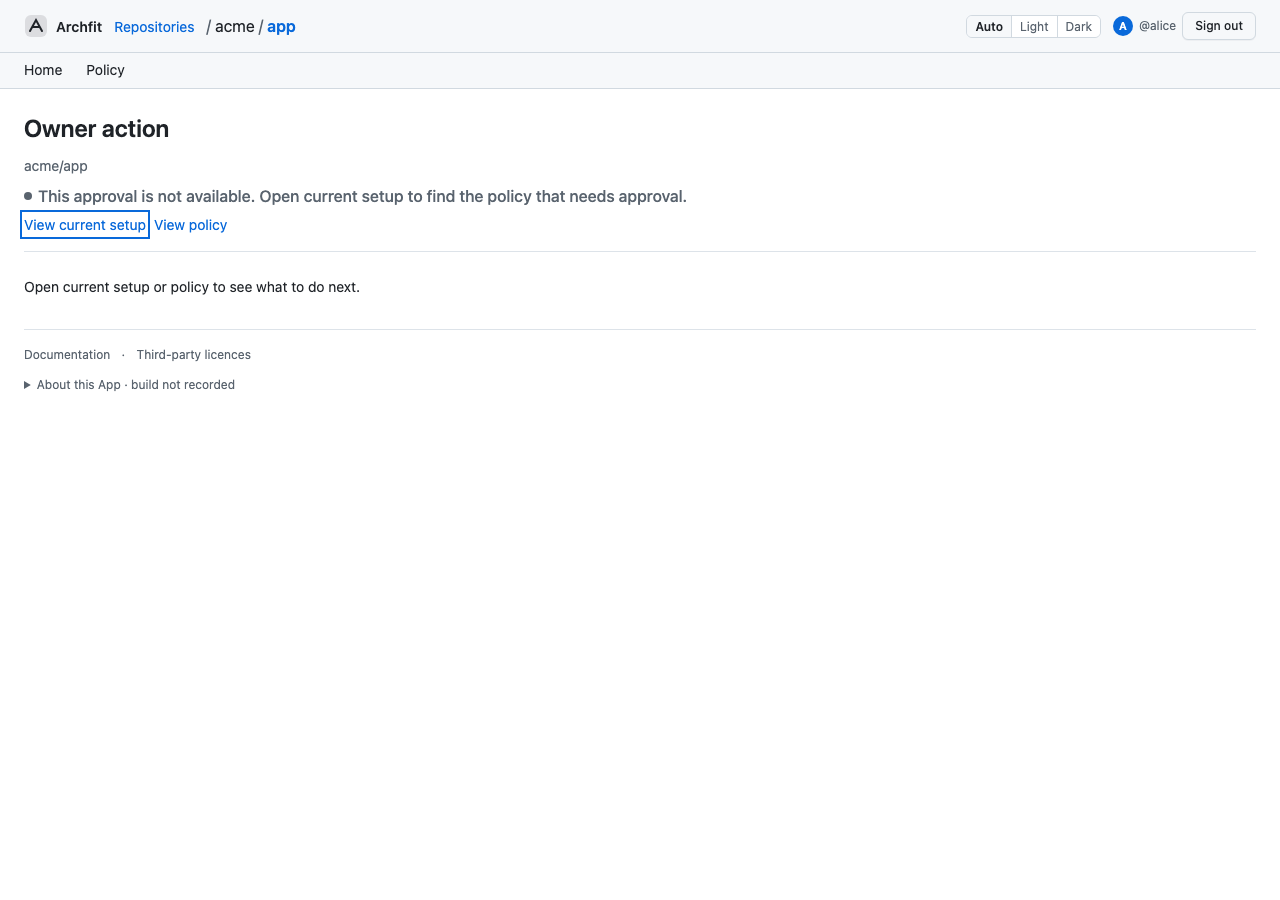 Archfit Repositories / acme / app Auto Light Dark A @alice Sign out
Home Policy
Owner action
acme/app
This approval is not available. Open current setup to find the policy that needs approval.
View current setup View policy
Open current setup or policy to see what to do next.
Documentation · Third-party licences
About this App · build not recorded